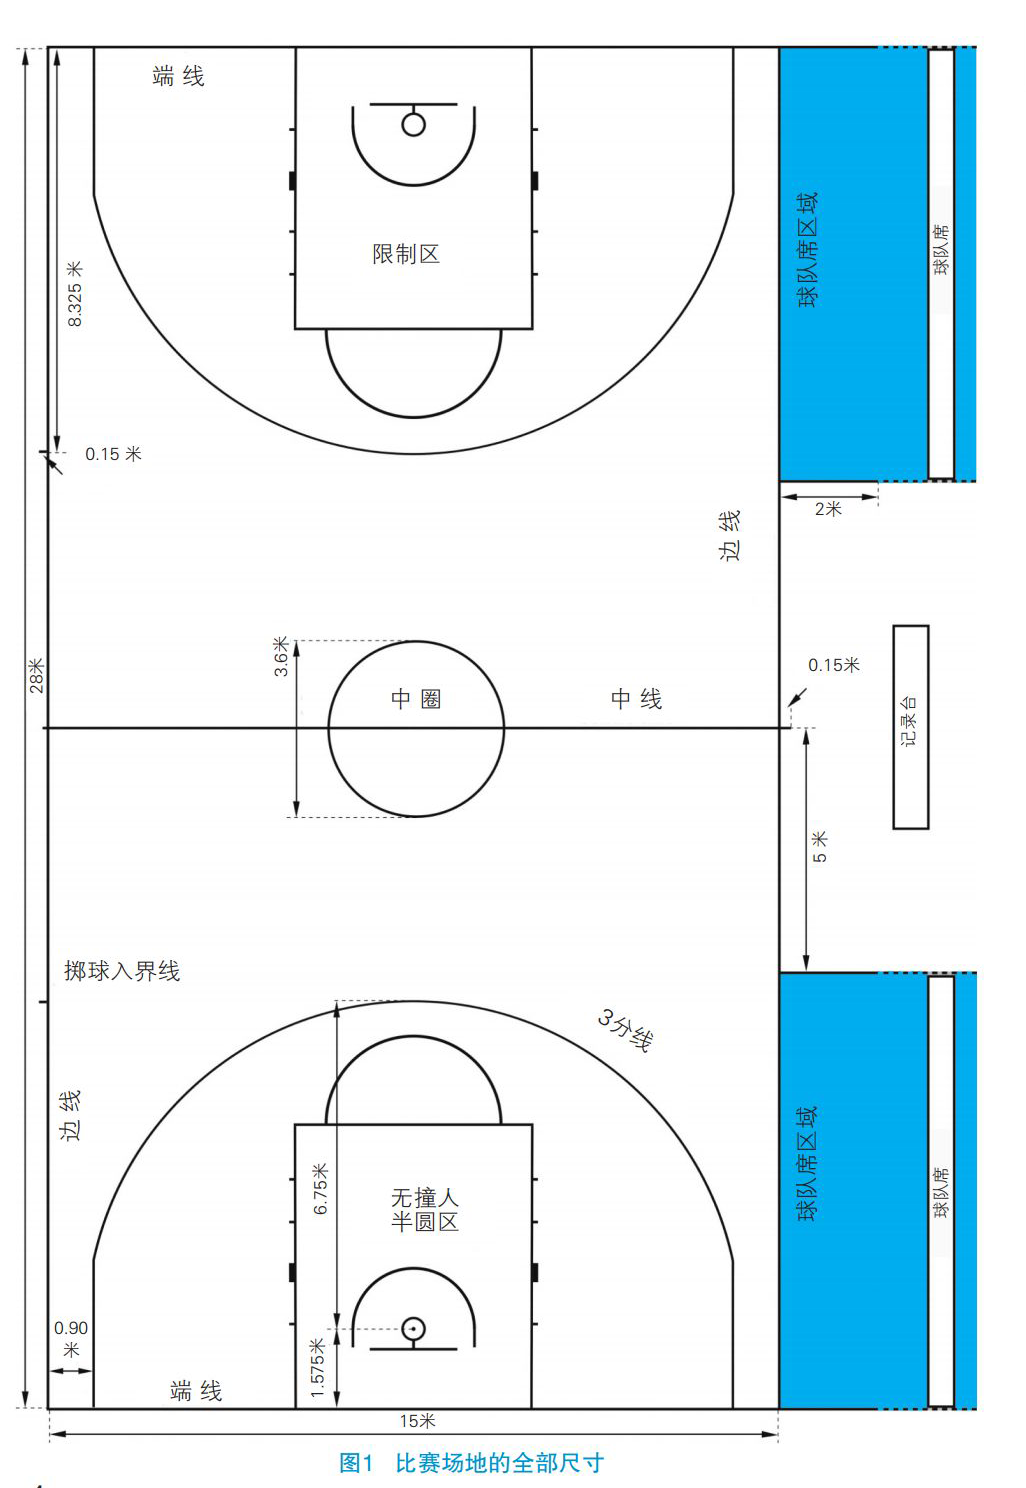 端 线
限制区
球队席区域
球队席
8.325 米
0.15 米
2米
边 线
28米
3.6米
中 圈
中 线
0.15米
记录台
5 米
掷球入界线
3分线
边 线
6.75米
无撞人
半圆区
球队席区域
球队席
0.90
米
1.575米
端 线
15米
图1 比赛场地的全部尺寸